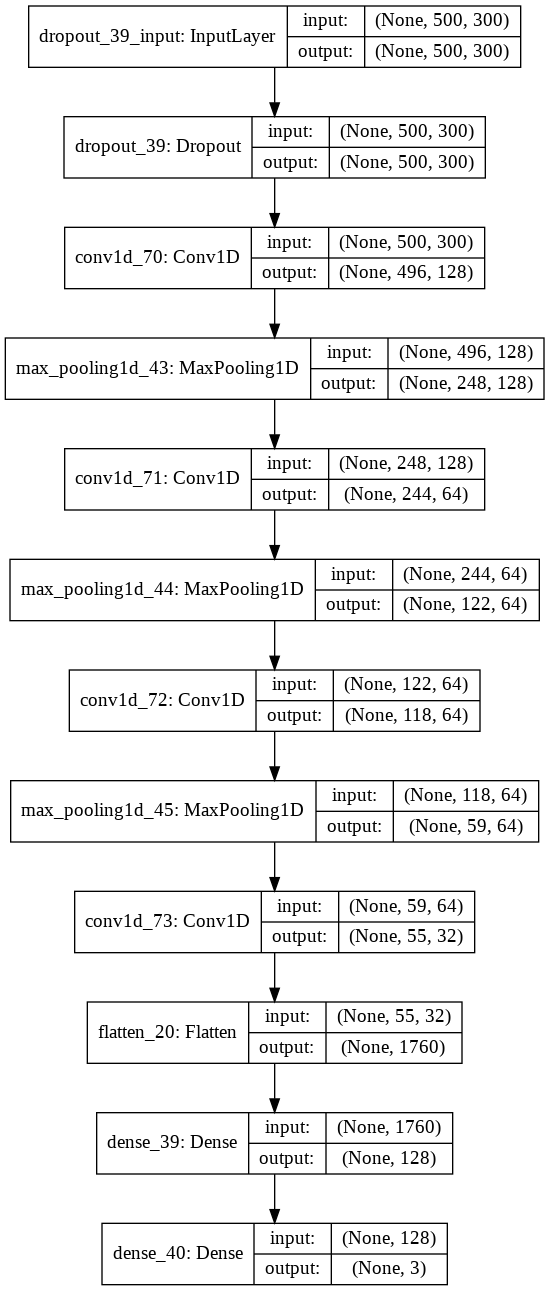 dropout_39_input: InputLayer
input: (None, 500, 300)
output: (None, 500, 300)
dropout_39: Dropout
input: (None, 500, 300)
output: (None, 500, 300)
conv1d_70: Conv1D
input: (None, 500, 300)
output: (None, 496, 128)
max_pooling1d_43: MaxPooling1D
input: (None, 496, 128)
output: (None, 248, 128)
conv1d_71: Conv1D
input: (None, 248, 128)
output: (None, 244, 64)
max_pooling1d_44: MaxPooling1D
input: (None, 244, 64)
output: (None, 122, 64)
conv1d_72: Conv1D
input: (None, 122, 64)
output: (None, 118, 64)
max_pooling1d_45: MaxPooling1D
input: (None, 118, 64)
output: (None, 59, 64)
conv1d_73: Conv1D
input: (None, 59, 64)
output: (None, 55, 32)
flatten_20: Flatten
input: (None, 55, 32)
output: (None, 1760)
dense_39: Dense
input: (None, 1760)
output: (None, 128)
dense_40: Dense
input: (None, 128)
output: (None, 3)